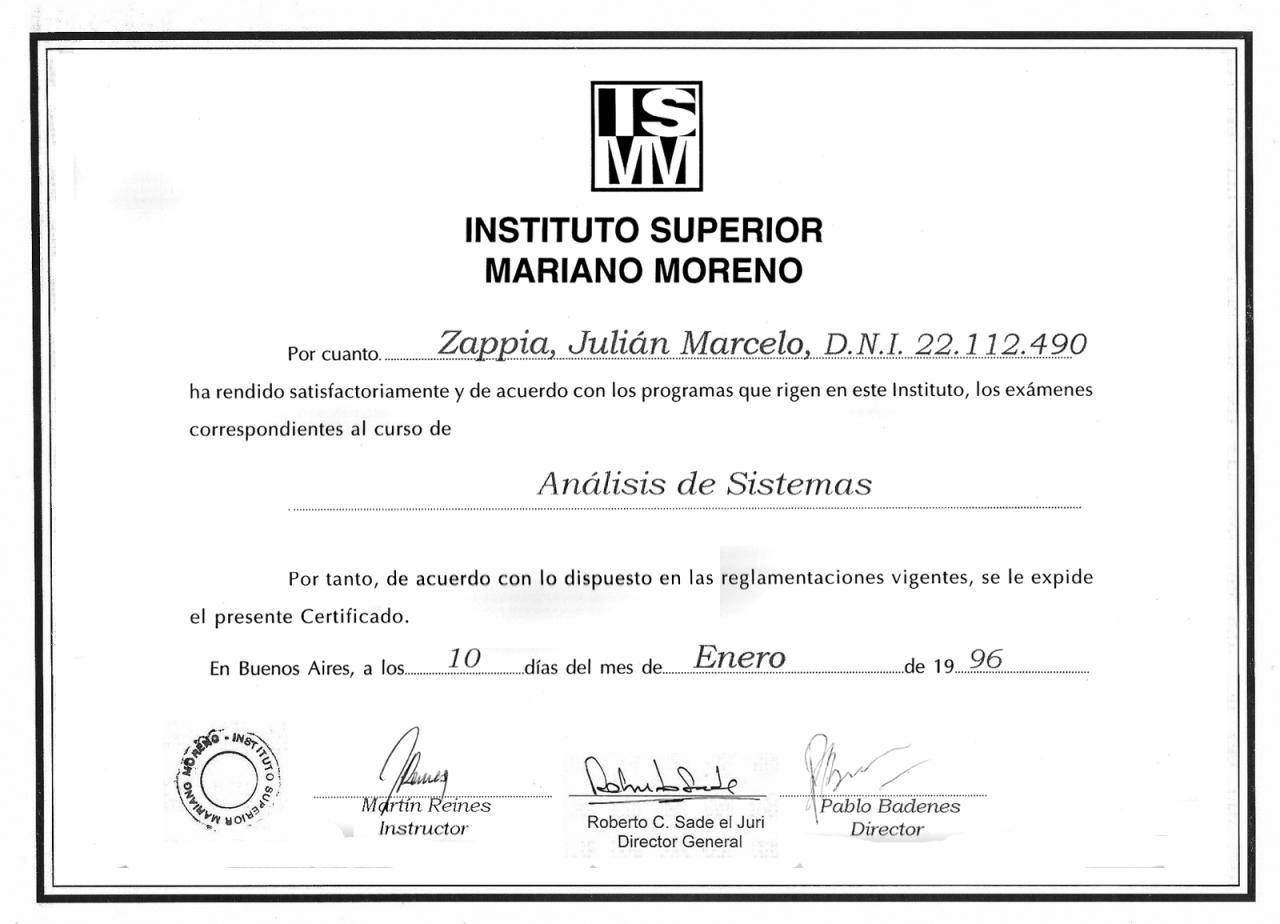 IS
MM
INSTITUTO SUPERIOR
MARIANO MORENO
Por cuanto. Zappia, Julián Marcelo, D.N.I. 22.112.490
ha rendido satisfactoriamente y de acuerdo con los programas que rigen en este Instituto, los exámenes
correspondientes al curso de
Análisis de Sistemas
Por tanto, de acuerdo con lo dispuesto en las reglamentaciones vigentes, se le expide
el presente Certificado.
En Buenos Aires, a los 10 días del mes de Enero de 19 96
INSTITUTO SUPERIOR MARIANO MORENO
Martín Reines
Instructor
Roberto C. Sade el Juri
Director General
Pablo Badenes
Director